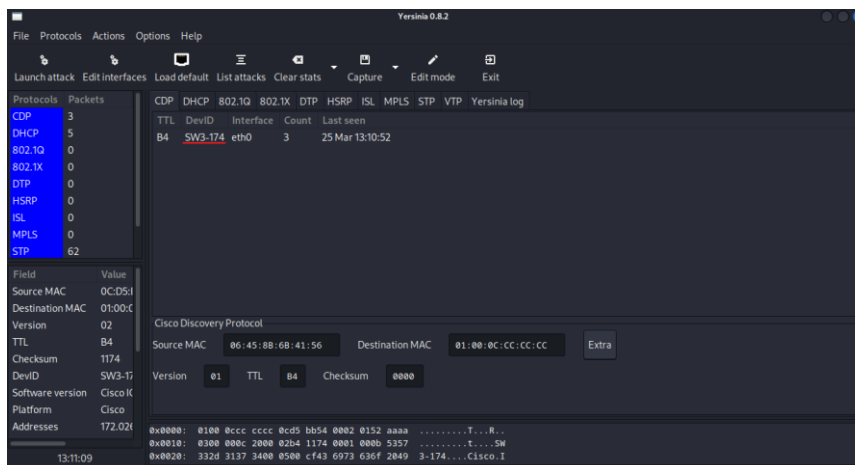 Yersinia 0.8.2
File Protocols Actions Options Help
Launch attack Edit interfaces Load default List attacks Clear stats Capture Edit mode Exit
Protocols Packets
CDP 3
DHCP 5
802.1Q 0
802.1X 0
DTP 0
HSRP 0
ISL 0
MPLS 0
STP 62
CDP DHCP 802.1Q 802.1X DTP HSRP ISL MPLS STP VTP Yersinia log
TTL DevID Interface Count Last seen
B4 SW3-174 eth0 3 25 Mar 13:10:52
Field Value
Source MAC 0C:D5:
Destination MAC 01:00:0
Version 02
TTL B4
Checksum 1174
DevID SW3-17
Software version Cisco IO
Platform Cisco
Addresses 172.026
13:11:09
Cisco Discovery Protocol
Source MAC 06:45:8B:6B:41:56 Destination MAC 01:00:0C:CC:CC:CC Extra
Version 01 TTL B4 Checksum 0000
0x0000: 0100 0ccc cccc 0cd5 bb54 0002 0152 aaaa .........T...R..
0x0010: 0300 000c 2000 02b4 1174 0001 000b 5357 .........t....SW
0x0020: 332d 3137 3400 0500 cf43 6973 636f 2049 3-174....Cisco.I